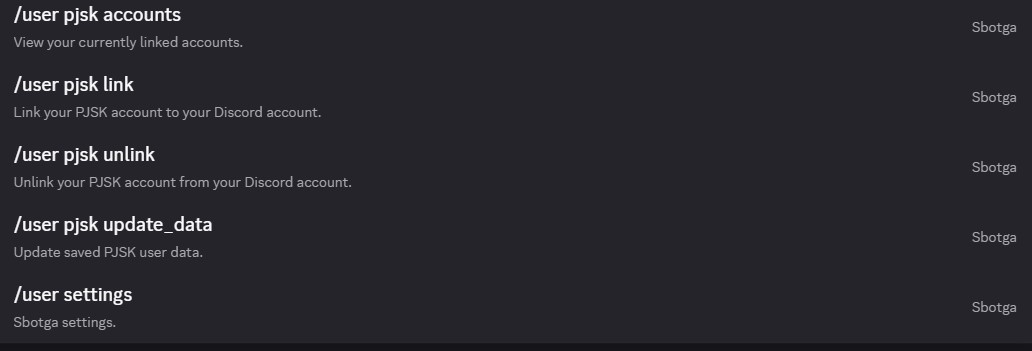 /user pjsk accounts
View your currently linked accounts.
Sbotga
/user pjsk link
Link your PJSK account to your Discord account.
Sbotga
/user pjsk unlink
Unlink your PJSK account from your Discord account.
Sbotga
/user pjsk update_data
Update saved PJSK user data.
Sbotga
/user settings
Sbotga settings.
Sbotga